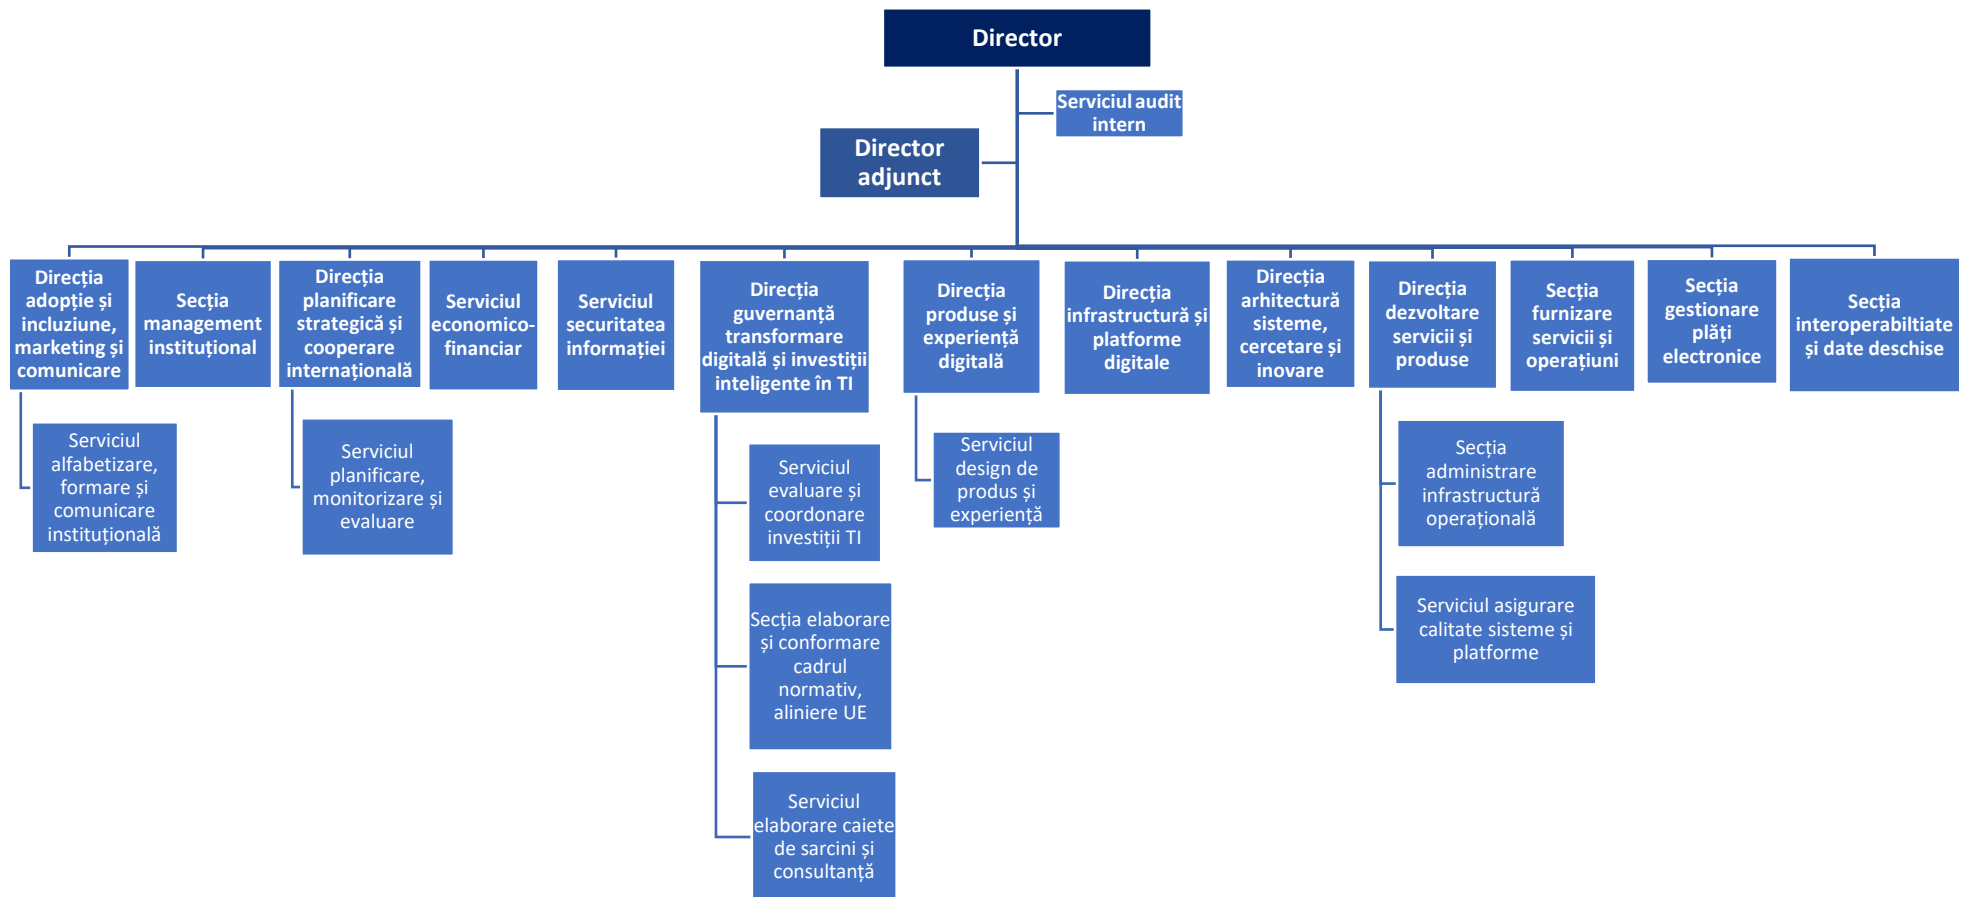 Director
Serviciul audit
intern
Director
adjunct
Direcția
adopție și
incluziune,
marketing și
comunicare
Secția
management
instituțional
Direcția
planificare
strategică și
cooperare
internațională
Serviciul
economico-
financiar
Serviciul
securitatea
informației
Direcția
guvernanță
transformare
digitală și investiții
inteligente în TI
Direcția
produse și
experiență
digitală
Direcția
infrastructură și
platforme
digitale
Direcția
arhitectură
sisteme,
cercetare și
inovare
Direcția
dezvoltare
servicii și
produse
Secția
furnizare
servicii și
operațiuni
Secția
gestionare
plăți
electronice
Secția
interoperabiltiate
și date deschise
Serviciul
alfabetizare,
formare și
comunicare
instituțională
Serviciul
planificare,
monitorizare și
evaluare
Serviciul
evaluare și
coordonare
investiții TI
Secția elaborare
și conformare
cadrul
normativ,
aliniere UE
Serviciul
elaborare caiete
de sarcini și
consultanță
Serviciul
design de
produs și
experiență
Secția
administrare
infrastructură
operațională
Serviciul asigurare
calitate sisteme și
platforme